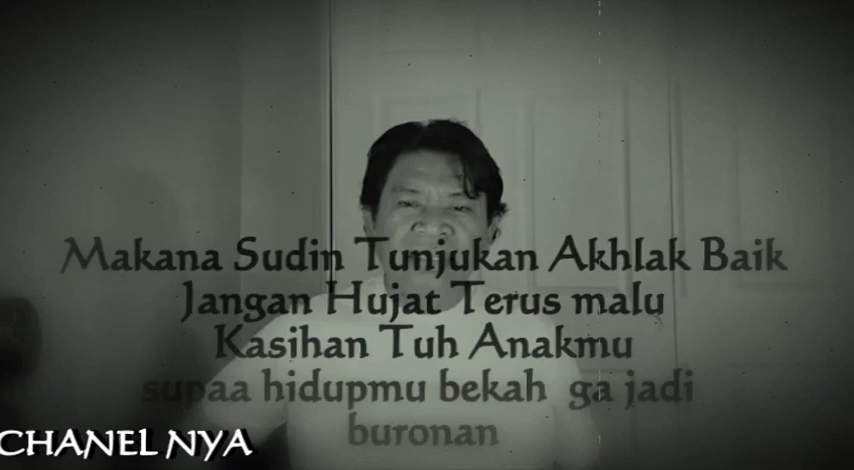 Makana Sudin Tunjukan Akhlak Baik
Jangan Hujat Terus malu
Kasihan Tuh Anakmu
supaa hidupmu bekah ga jadi
buronan
CHANEL NYA